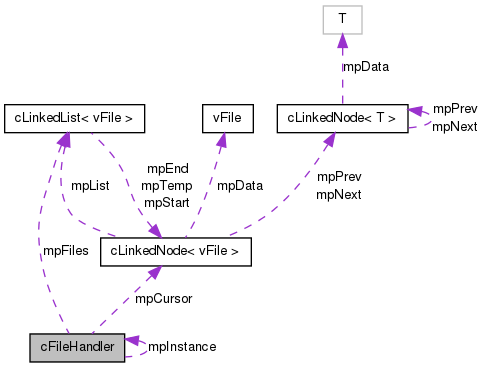 T
mpData
cLinkedList< vFile >
vFile
cLinkedNode< T >
mpPrev
mpNext
mpEnd
mpTemp
mpStart
mpList
mpData
mpPrev
mpNext
cLinkedNode< vFile >
mpFiles
mpCursor
cFileHandler
mpInstance